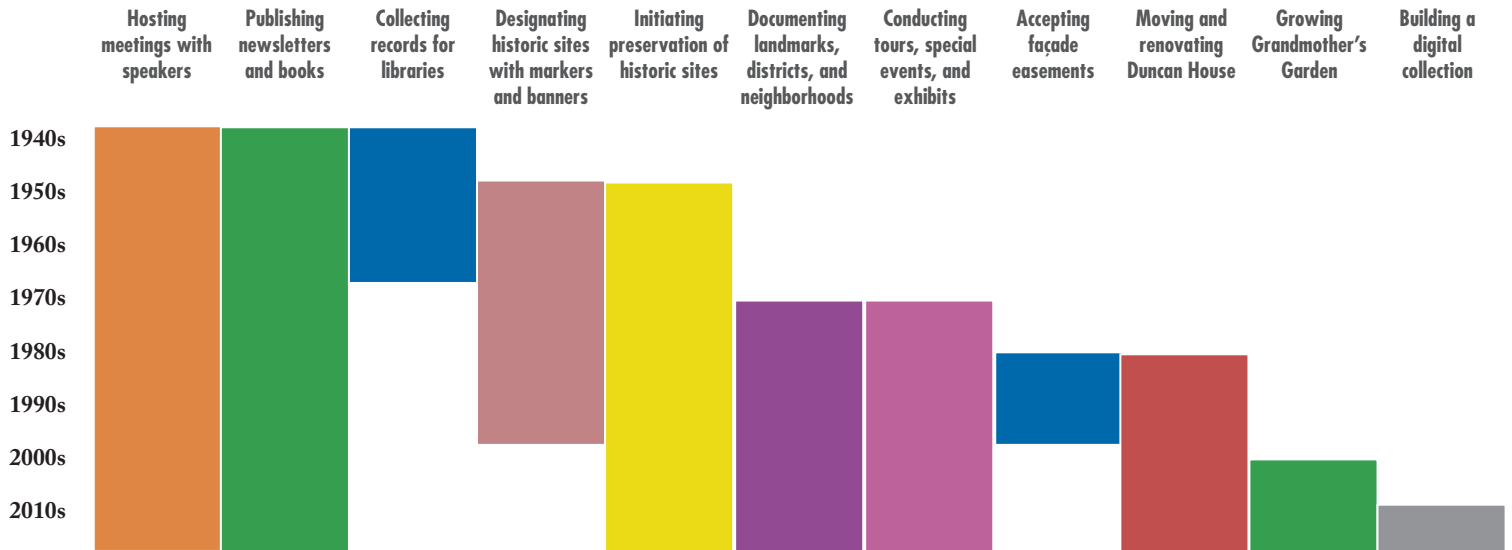 Hosting
meetings with
speakers
Publishing
newsletters
and books
Collecting
records for
libraries
Designating
historic sites
with markers
and banners
Initiating
preservation of
historic sites
Documenting
landmarks,
districts, and
neighborhoods
Conducting
tours, special
events, and
exhibits
Accepting
façade
easements
Moving and
renovating
Duncan House
Growing
Grandmother’s
Garden
Building a
digital
collection
1940s
1950s
1960s
1970s
1980s
1990s
2000s
2010s